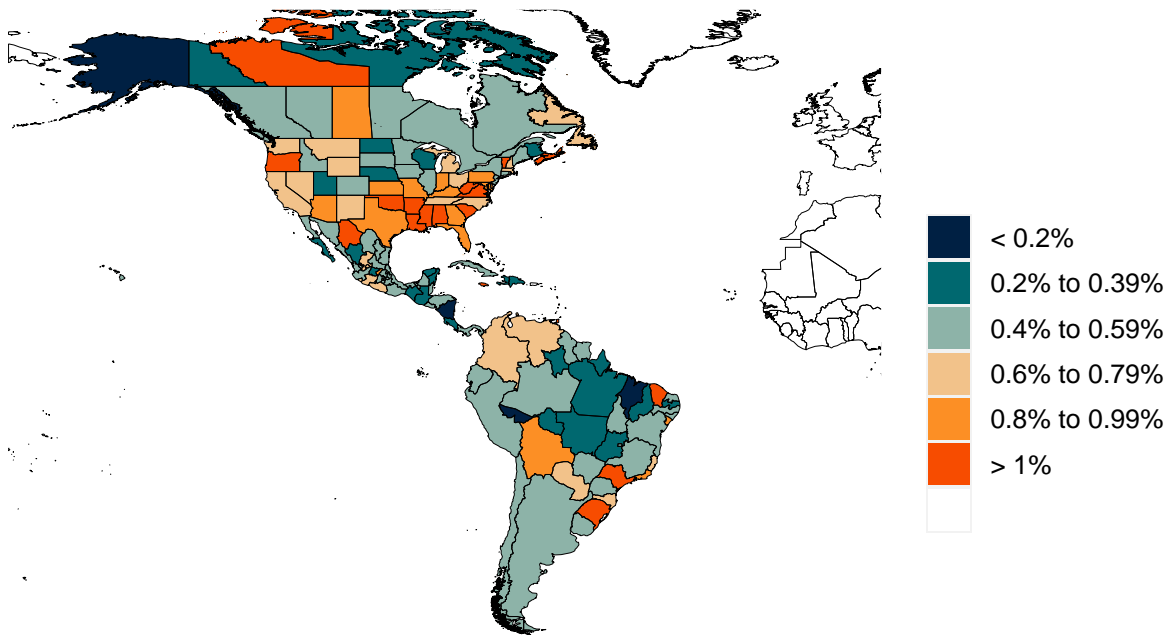 < 0.2%
0.2% to 0.39%
0.4% to 0.59%
0.6% to 0.79%
0.8% to 0.99%
> 1%